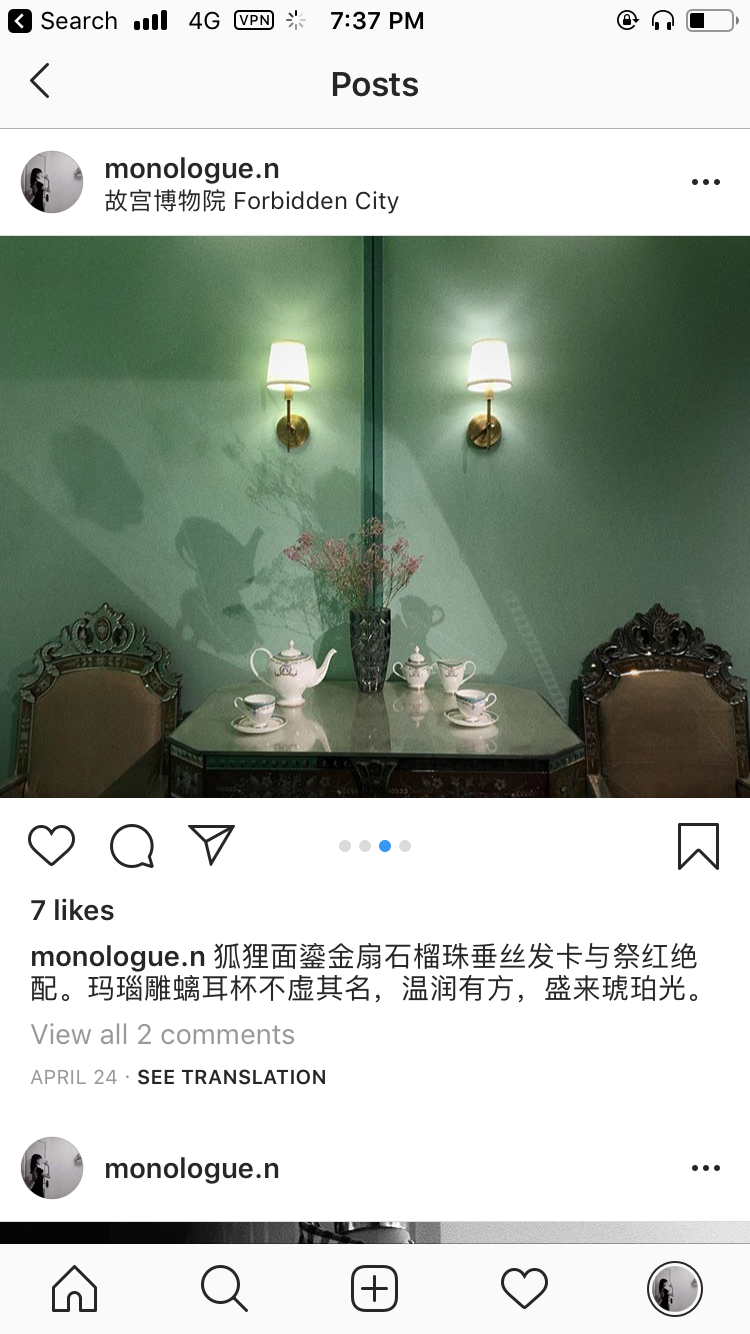 Search 4G VPN 7:37 PM
Posts
monologue.n
故宫博物院 Forbidden City
7 likes
monologue.n 狐狸面鎏金扇石榴珠垂丝发卡与祭红绝
配。玛瑙雕螭耳杯不虚其名，温润有方，盛来琥珀光。
View all 2 comments
APRIL 24 · SEE TRANSLATION
monologue.n